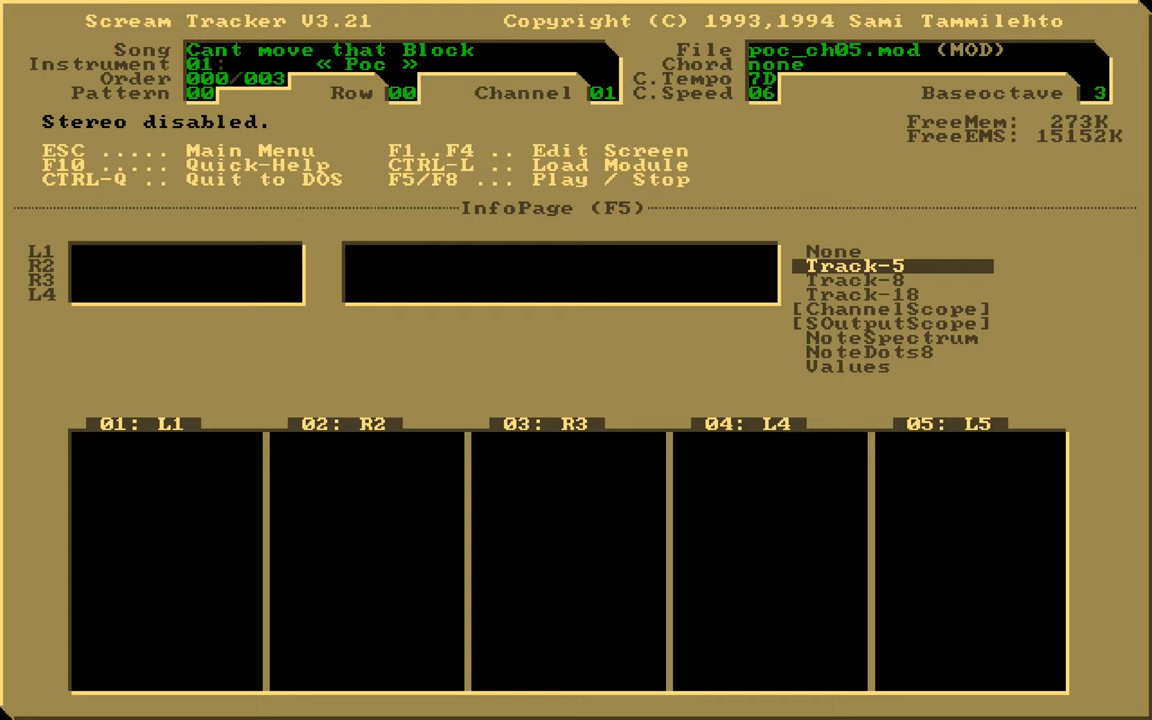 Scream Tracker V3.21 Copyright (C) 1993,1994 Sami Tammilehto
Song Cant move that Block File poc_ch05.mod (MOD)
Instrument 01: « Poc » Chord none
Order 000/003 C.Tempo 7D
Pattern 00 Row 00 Channel 01 C.Speed 06 Baseoctave 3
Stereo disabled. FreeMem: 273K
FreeEMS: 15152K
ESC ..... Main Menu F1..F4 .. Edit Screen
F10 ..... Quick-Help CTRL-L .. Load Module
CTRL-Q .. Quit to DOS F5/F8 ... Play / Stop
InfoPage (F5)
L1 None
R2 Track-5
R3 Track-8
L4 Track-18
[ChannelScope]
[SOutputScope]
NoteSpectrum
NoteDots8
Values
01: L1 02: R2 03: R3 04: L4 05: L5